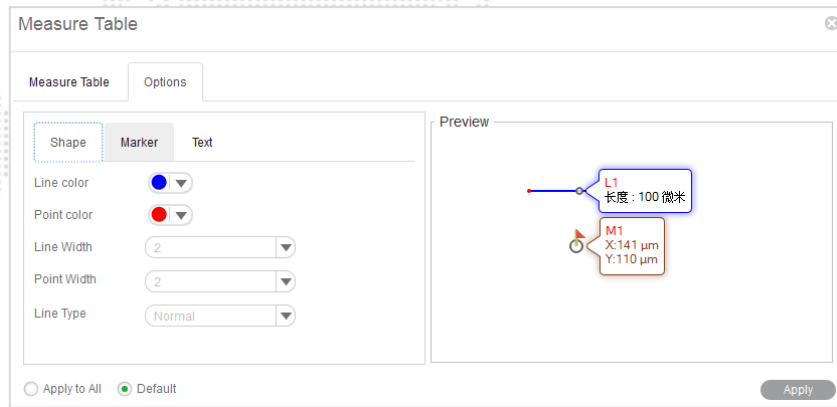 Measure Table
Measure Table
Options
Shape
Marker
Text
Line color
Point color
Line Width
2
Point Width
2
Line Type
Normal
Preview
L1
长度 : 100 微米
M1
X:141 μm
Y:110 μm
Apply to All
Default
Apply